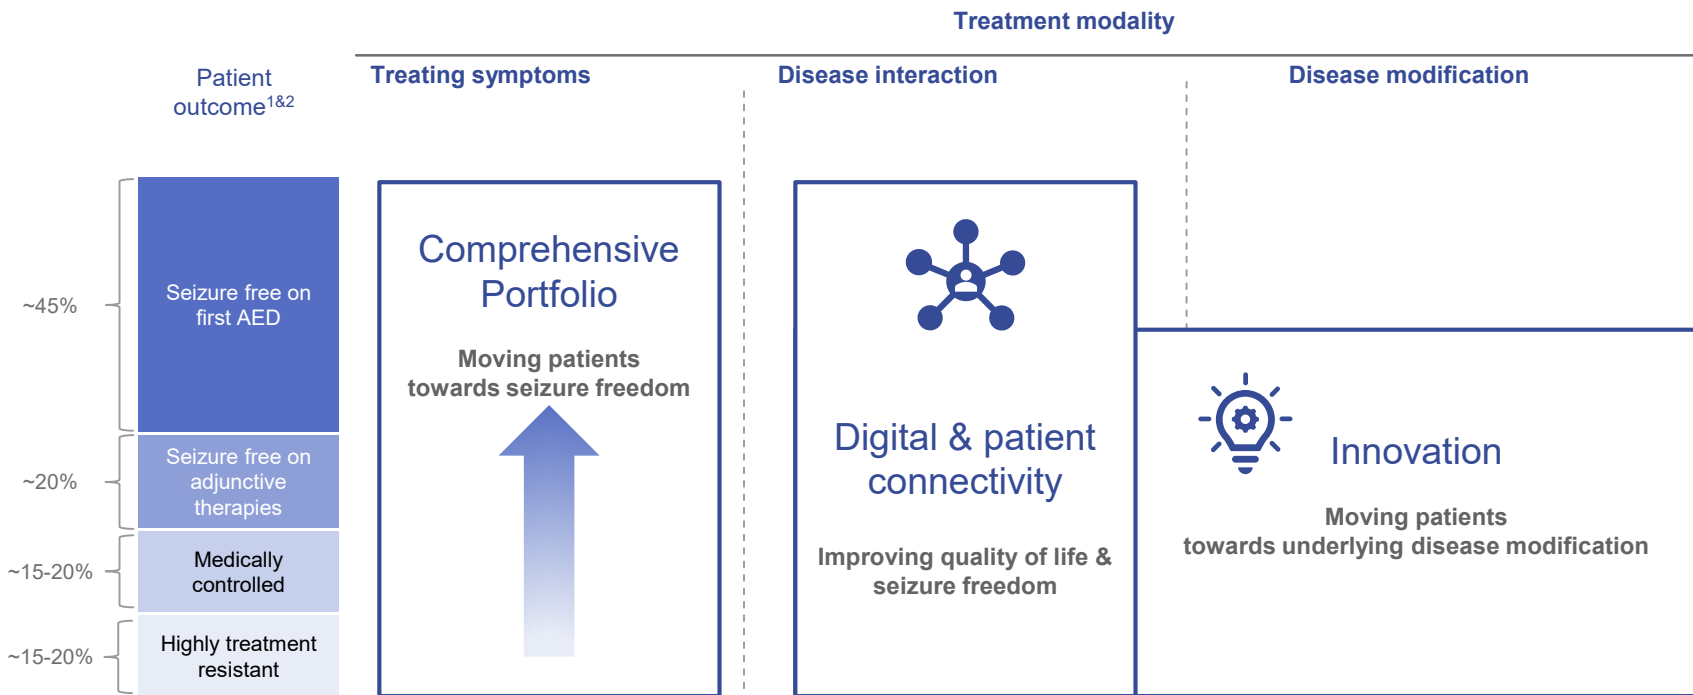 Treatment modality
Patient
outcome1&2
Treating symptoms
Disease interaction
Disease modification
~45%
Seizure free on
first AED
~20%
Seizure free on
adjunctive
therapies
~15-20%
Medically
controlled
~15-20%
Highly treatment
resistant
Comprehensive
Portfolio
Moving patients
towards seizure freedom
Digital & patient
connectivity
Improving quality of life &
seizure freedom
Innovation
Moving patients
towards underlying disease modification